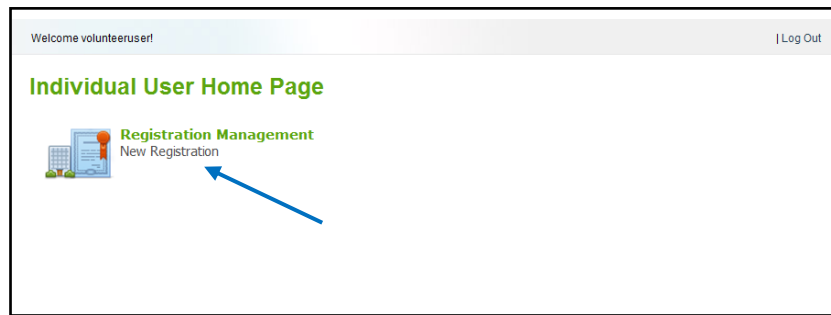 Welcome volunteeruser!
| Log Out
Individual User Home Page
Registration Management
New Registration